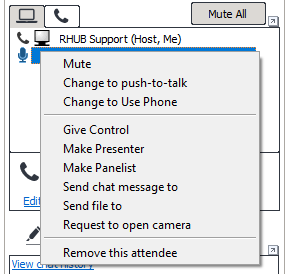 Mute All
RHUB Support (Host, Me)
Mute
Change to push-to-talk
Change to Use Phone
Give Control
Make Presenter
Make Panelist
Send chat message to
Send file to
Request to open camera
Remove this attendee
Edit
View chat history